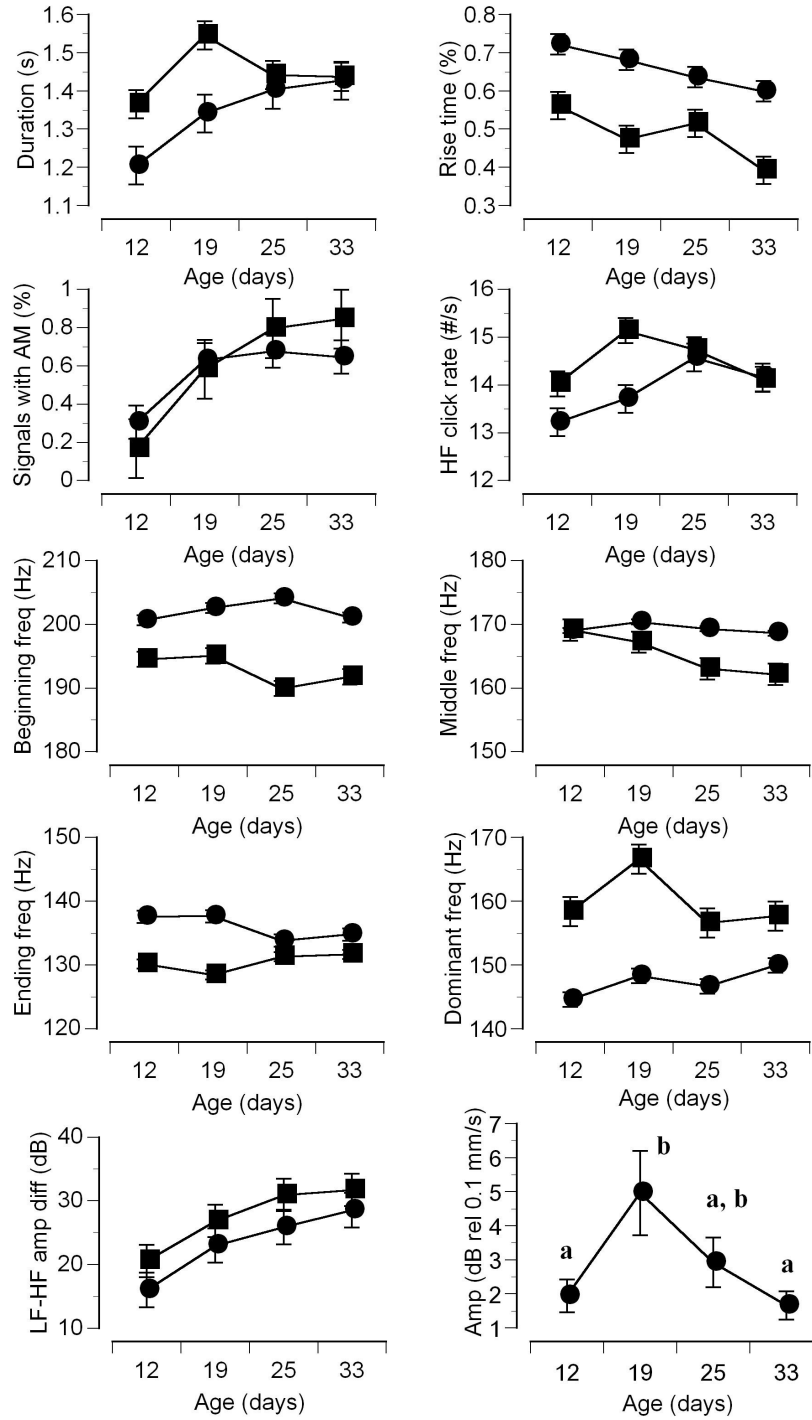 Duration (s)
1.6
1.5
1.4
1.3
1.2
1.1
12 19 25 33
Age (days)
Rise time (%)
0.8
0.7
0.6
0.5
0.4
0.3
12 19 25 33
Age (days)
Signals with AM (%)
1
0.8
0.6
0.4
0.2
0
12 19 25 33
Age (days)
HF click rate (#/s)
16
15
14
13
12
12 19 25 33
Age (days)
Beginning freq (Hz)
210
200
190
180
12 19 25 33
Age (days)
Middle freq (Hz)
180
170
160
150
12 19 25 33
Age (days)
Ending freq (Hz)
150
140
130
120
12 19 25 33
Age (days)
Dominant freq (Hz)
170
160
150
140
12 19 25 33
Age (days)
LF-HF amp diff (dB)
40
30
20
10
12 19 25 33
Age (days)
Amp (dB rel 0.1 mm/s)
7
6
5
4
3
2
1
a
b
a, b
a
12 19 25 33
Age (days)